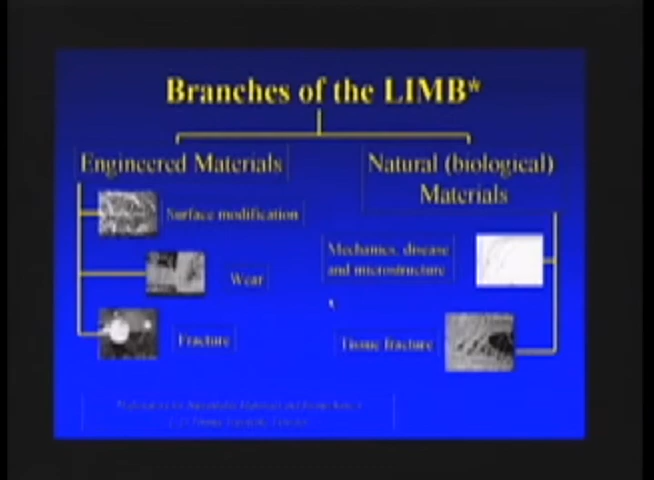 Branches of the LIMB*
Engineered Materials
Natural (biological)
Materials
Surface modification
Mechanics, disease
and microstructure
Wear
Fracture
Tissue fracture